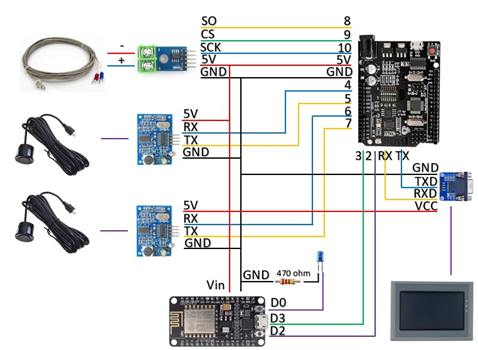 SO 8
CS 9
- SCK 10
+ 5V 5V
GND GND
4
5V 5
RX 6
TX 7
GND
3 2 RX TX
GND
TXD
RXD
VCC
5V
RX
TX
GND
Vin GND 470 ohm
D0
D3
D2